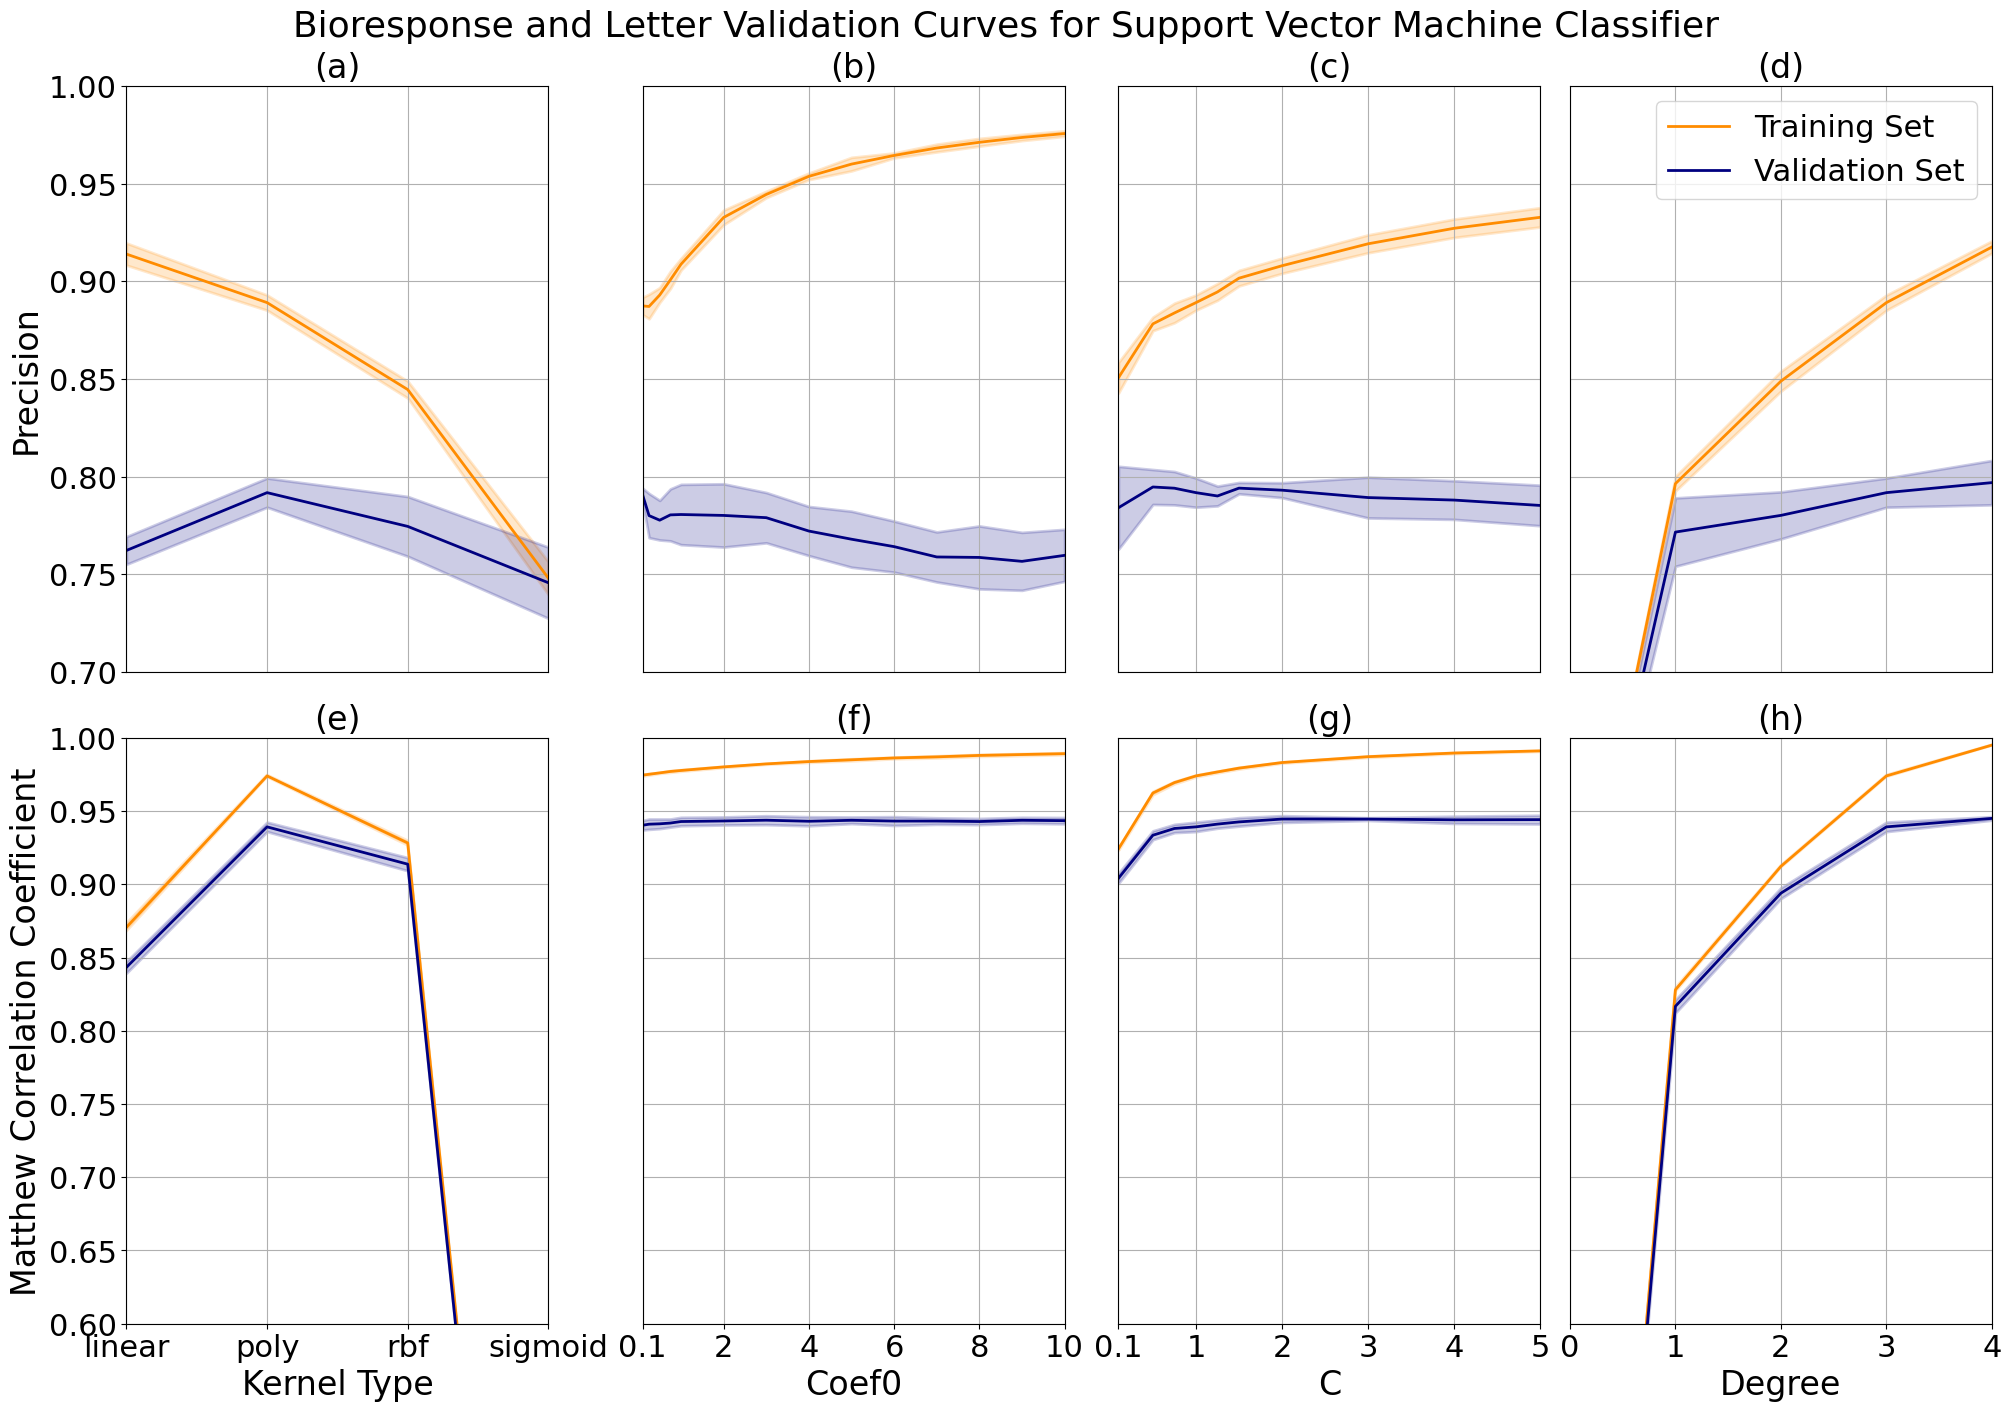 Bioresponse and Letter Validation Curves for Support Vector Machine Classifier
(a) (b) (c) (d)
1.00
0.95
0.90
0.85
0.80
0.75
0.70
Precision
Training Set
Validation Set
(e) (f) (g) (h)
1.00
0.95
0.90
0.85
0.80
0.75
0.70
0.65
0.60
Matthew Correlation Coefficient
linear poly rbf sigmoid 0.1 2 4 6 8 10 0.1 1 2 3 4 5 0 1 2 3 4
Kernel Type Coef0 C Degree